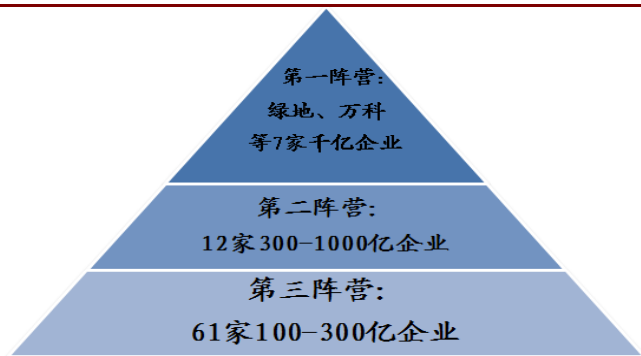 第一阵营:
绿地、万科
等7家千亿企业
第二阵营:
12家300-1000亿企业
第三阵营:
61家100-300亿企业